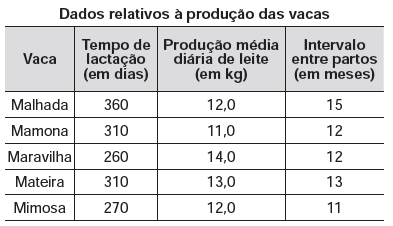 Dados relativos à produção das vacas
Vaca
Tempo de lactação (em dias)
Produção média diária de leite (em kg)
Intervalo entre partos (em meses)
Malhada 360 12,0 15
Mamona 310 11,0 12
Maravilha 260 14,0 12
Mateira 310 13,0 13
Mimosa 270 12,0 11